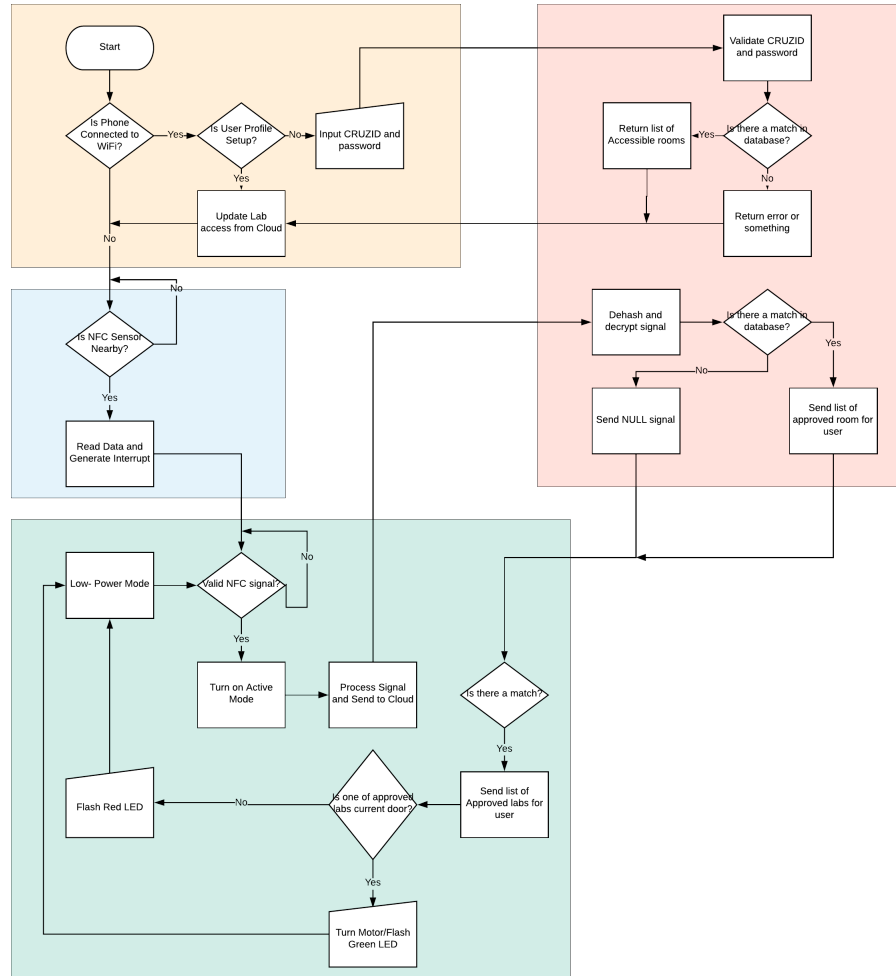 Start
Is Phone
Connected to
WiFi?
Yes
Is User Profile
Setup?
No
Input CRUZID and
password
Yes
Update Lab
access from Cloud
No
Validate CRUZID
and password
Is there a match in
database?
Yes
Return list of
Accessible rooms
No
Return error or
something
No
Is NFC Sensor
Nearby?
Yes
Read Data and
Generate Interrupt
Dehash and
decrypt signal
Is there a match in
database?
Yes
No
Send NULL signal
Send list of
approved room for
user
Low- Power Mode
Valid NFC signal?
No
Yes
Turn on Active
Mode
Process Signal
and Send to Cloud
Is there a match?
Yes
Send list of
Approved labs for
user
Is one of approved
labs current door?
No
Flash Red LED
Yes
Turn Motor/Flash
Green LED